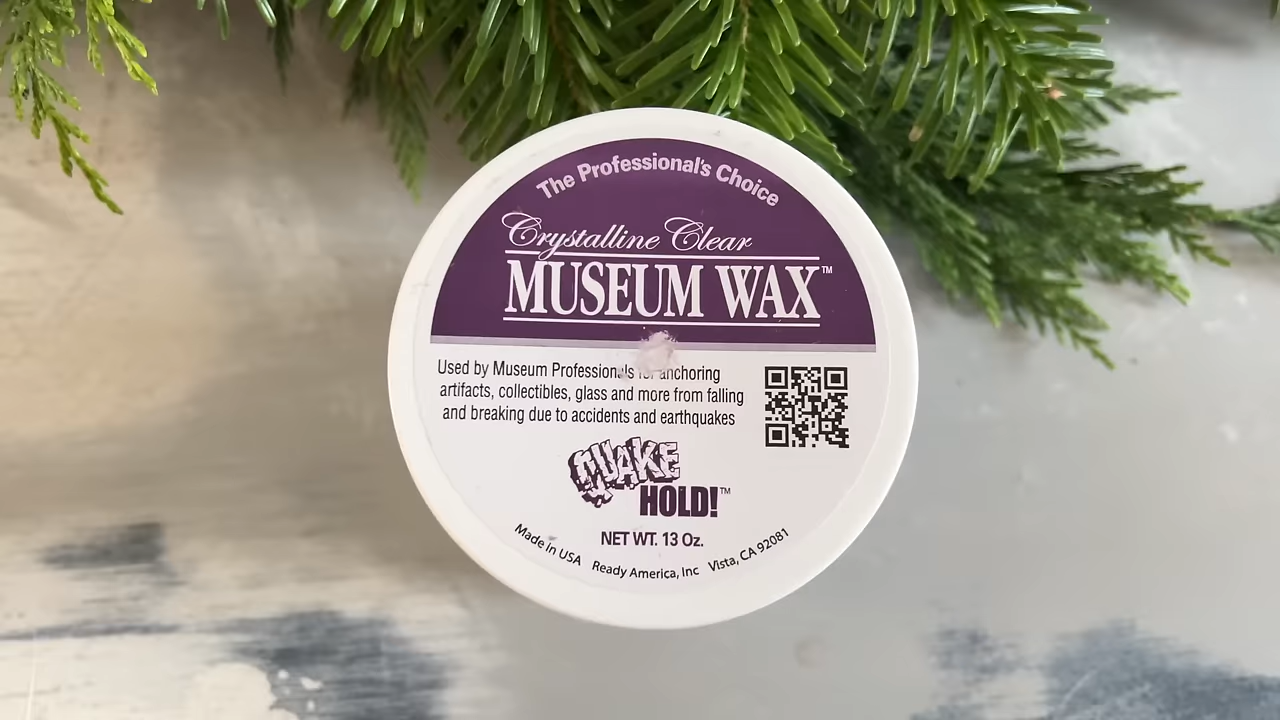 The Professional's Choice
Crystalline Clear
MUSEUM WAX™
Used by Museum Professionals for anchoring
artifacts, collectibles, glass and more from falling
and breaking due to accidents and earthquakes
QUAKE
HOLD!™
NET WT. 13 Oz.
Made in USA Ready America, Inc Vista, CA 92081